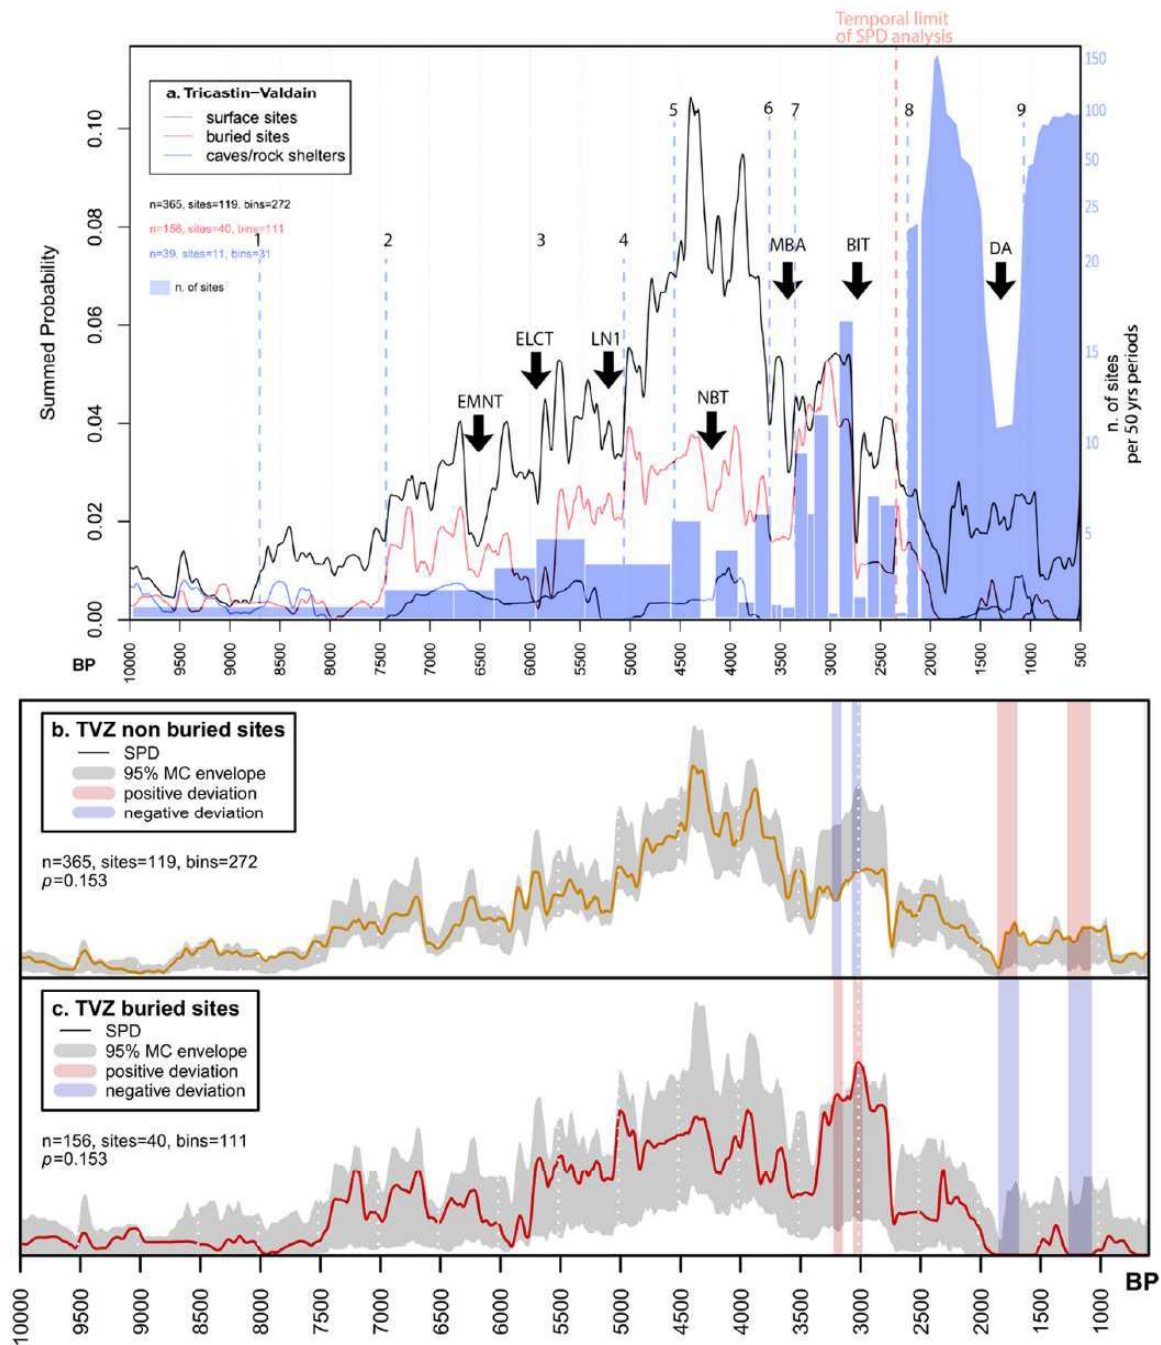 Temporal limit
of SPD analysis
a. Tricastin-Valdain
surface sites
buried sites
caves/rock shelters
n=365, sites=119, bins=272
n=156, sites=40, bins=111
n=39, sites=11, bins=31
n. of sites
1 2 3 4 5 6 7 8 9
EMNT
ELCT
LN1
NBT
MBA
BIT
DA
Summed Probability
0.10
0.08
0.06
0.04
0.02
0.00
150
100
50
25
20
15
10
5
n. of sites
per 50 yrs periods
BP
10000 9500 9000 8500 8000 7500 7000 6500 6000 5500 5000 4500 4000 3500 3000 2500 2000 1500 1000 500
b. TVZ non buried sites
SPD
95% MC envelope
positive deviation
negative deviation
n=365, sites=119, bins=272
p=0.153
c. TVZ buried sites
SPD
95% MC envelope
positive deviation
negative deviation
n=156, sites=40, bins=111
p=0.153
BP
10000 9500 9000 8500 8000 7500 7000 6500 6000 5500 5000 4500 4000 3500 3000 2500 2000 1500 1000